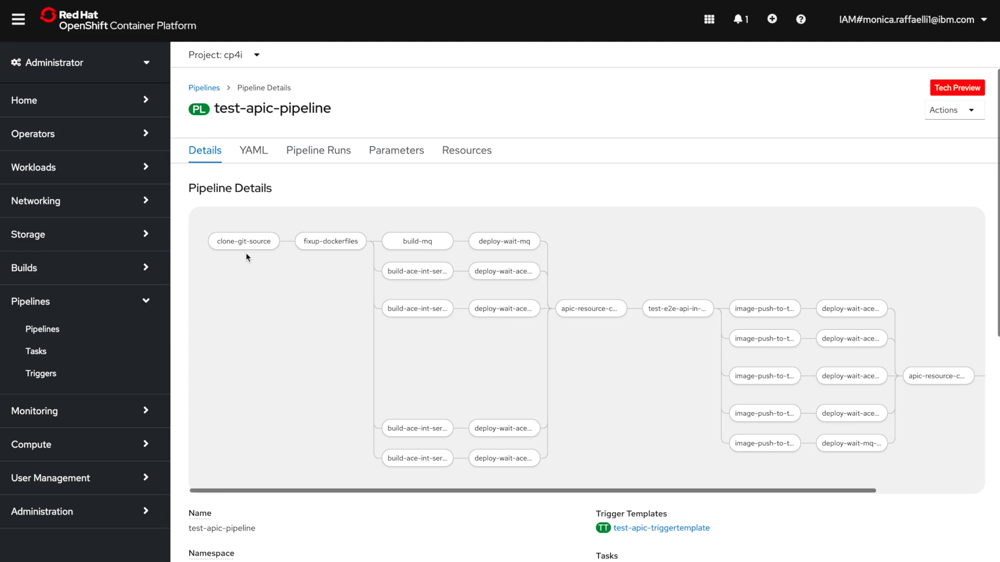 Red Hat
OpenShift Container Platform
1
IAM#monica.raffaelli1@ibm.com
Administrator
Home
Operators
Workloads
Networking
Storage
Builds
Pipelines
Pipelines
Tasks
Triggers
Monitoring
Compute
User Management
Administration
Project: cp4i
Pipelines
Pipeline Details
Tech Preview
PL test-apic-pipeline
Actions
Details
YAML
Pipeline Runs
Parameters
Resources
Pipeline Details
clone-git-source
fixup-dockerfiles
build-mq
deploy-wait-mq
build-ace-int-ser...
deploy-wait-ace...
build-ace-int-ser...
deploy-wait-ace...
apic-resource-c...
test-e2e-api-in-...
image-push-to-t...
deploy-wait-ace...
image-push-to-t...
deploy-wait-ace...
image-push-to-t...
deploy-wait-ace...
apic-resource-c...
image-push-to-t...
deploy-wait-ace...
build-ace-int-ser...
deploy-wait-ace...
image-push-to-t...
deploy-wait-mq-...
build-ace-int-ser...
deploy-wait-ace...
Name
test-apic-pipeline
Namespace
Trigger Templates
TT test-apic-triggertemplate
Tasks